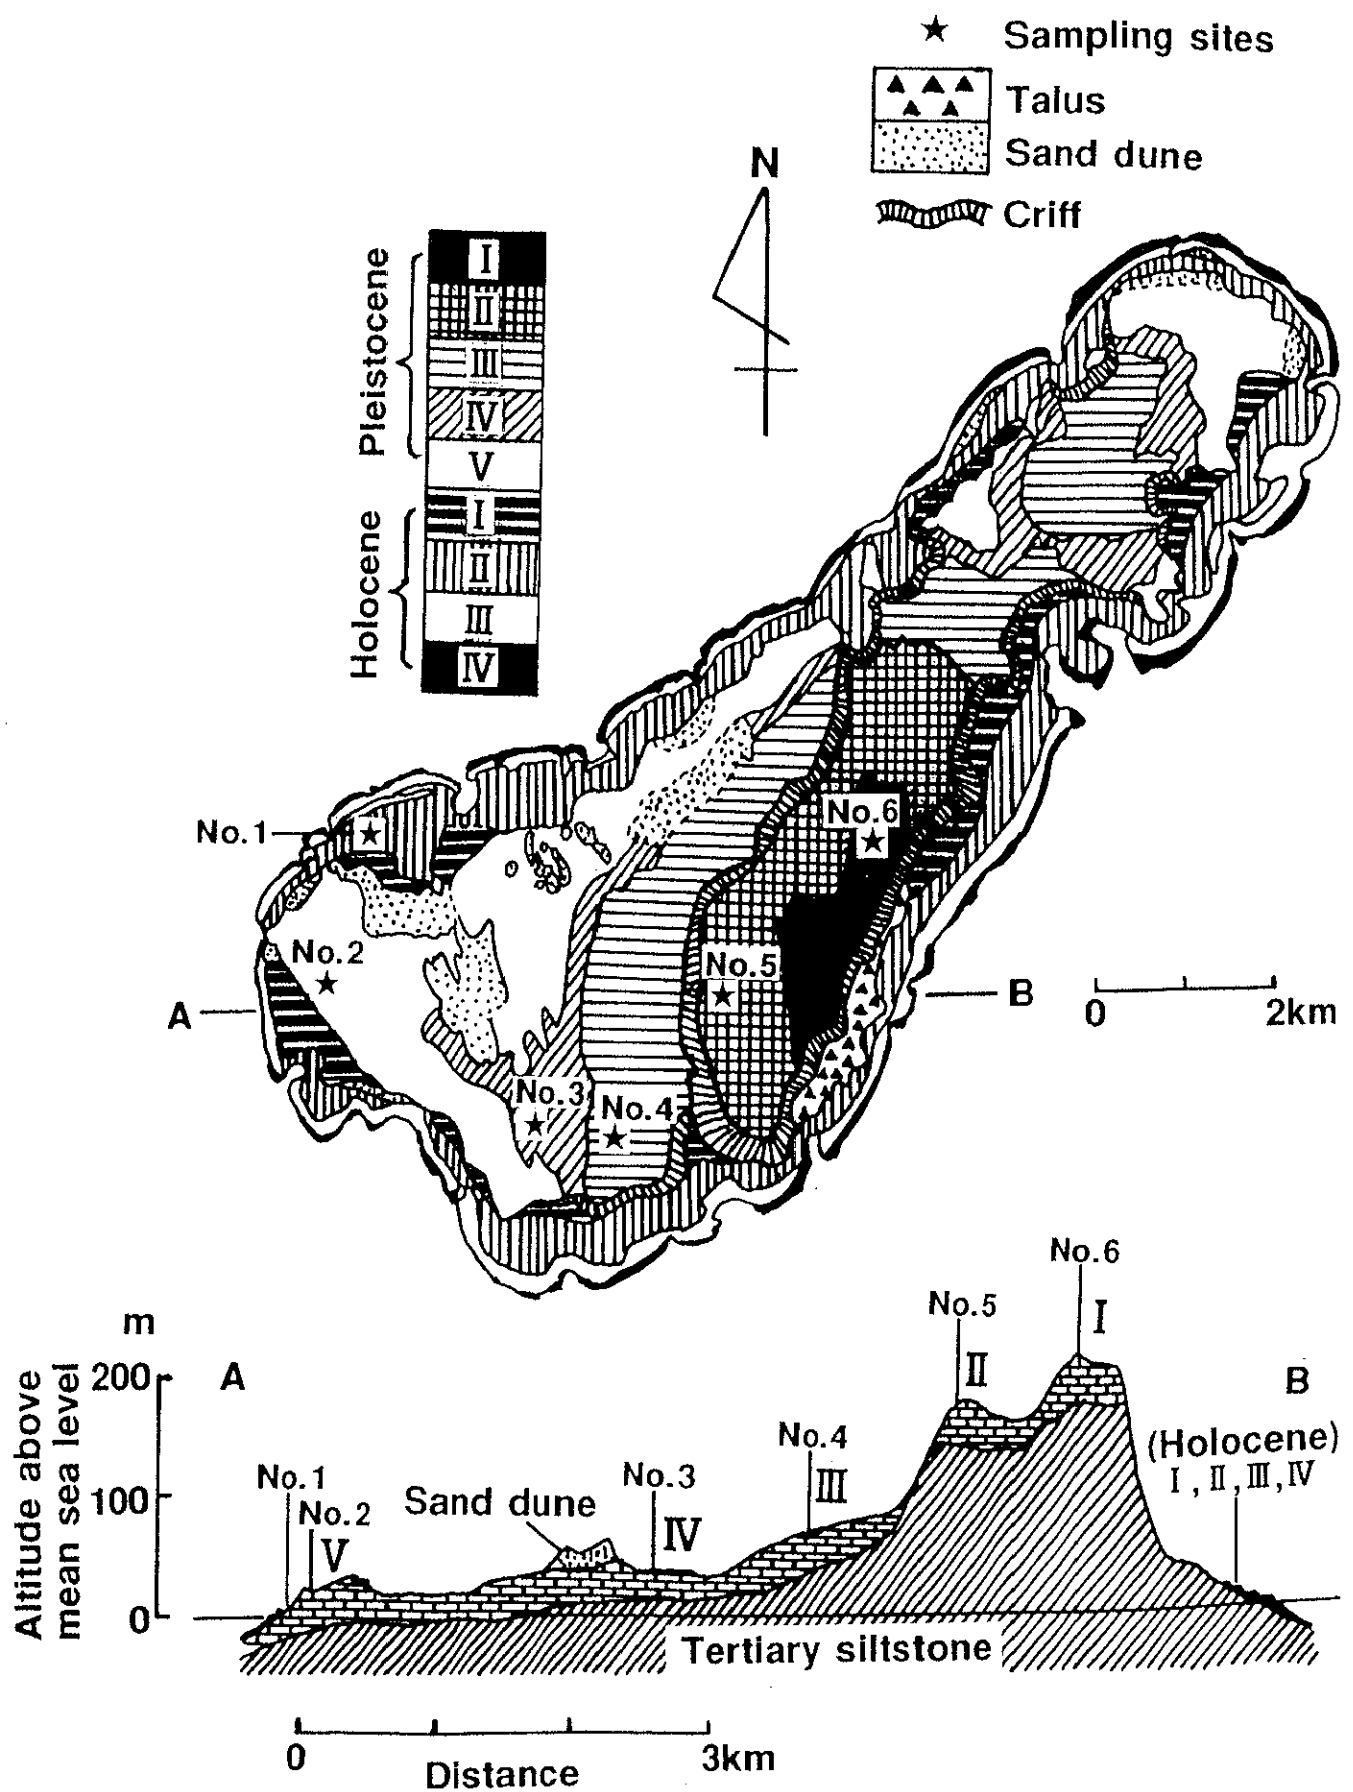 Sampling sites
Talus
Sand dune
Criff
N
Pleistocene
I
II
III
IV
V
Holocene
I
II
III
IV
No.1
No.2
No.3
No.4
No.5
No.6
A
B
0 2km
m
Altitude above
mean sea level
200
100
0
A
B
No.1
No.2
V
Sand dune
No.3
IV
No.4
III
No.5
II
No.6
I
(Holocene)
I, II, III, IV
Tertiary siltstone
0 3km
Distance